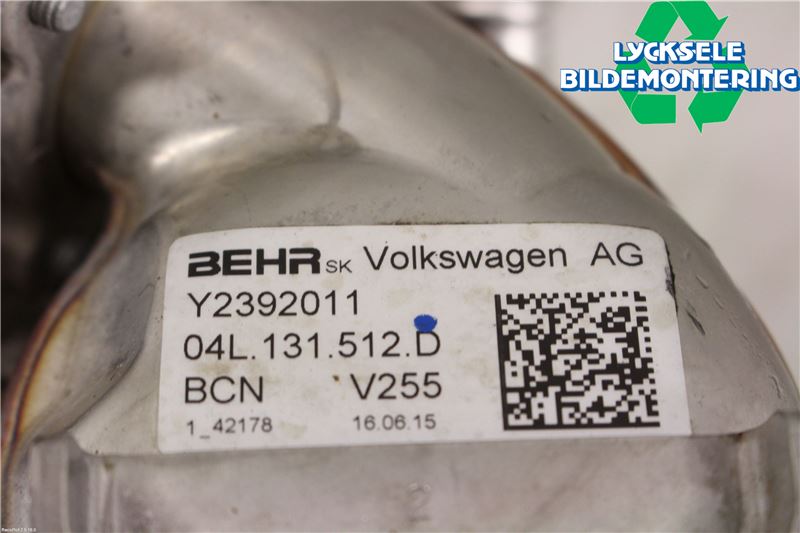 LYCKSELE
BILDEMONTERING
BEHR SK Volkswagen AG
Y2392011
04L.131.512.D
BCN V255
1_42178 16.06.15